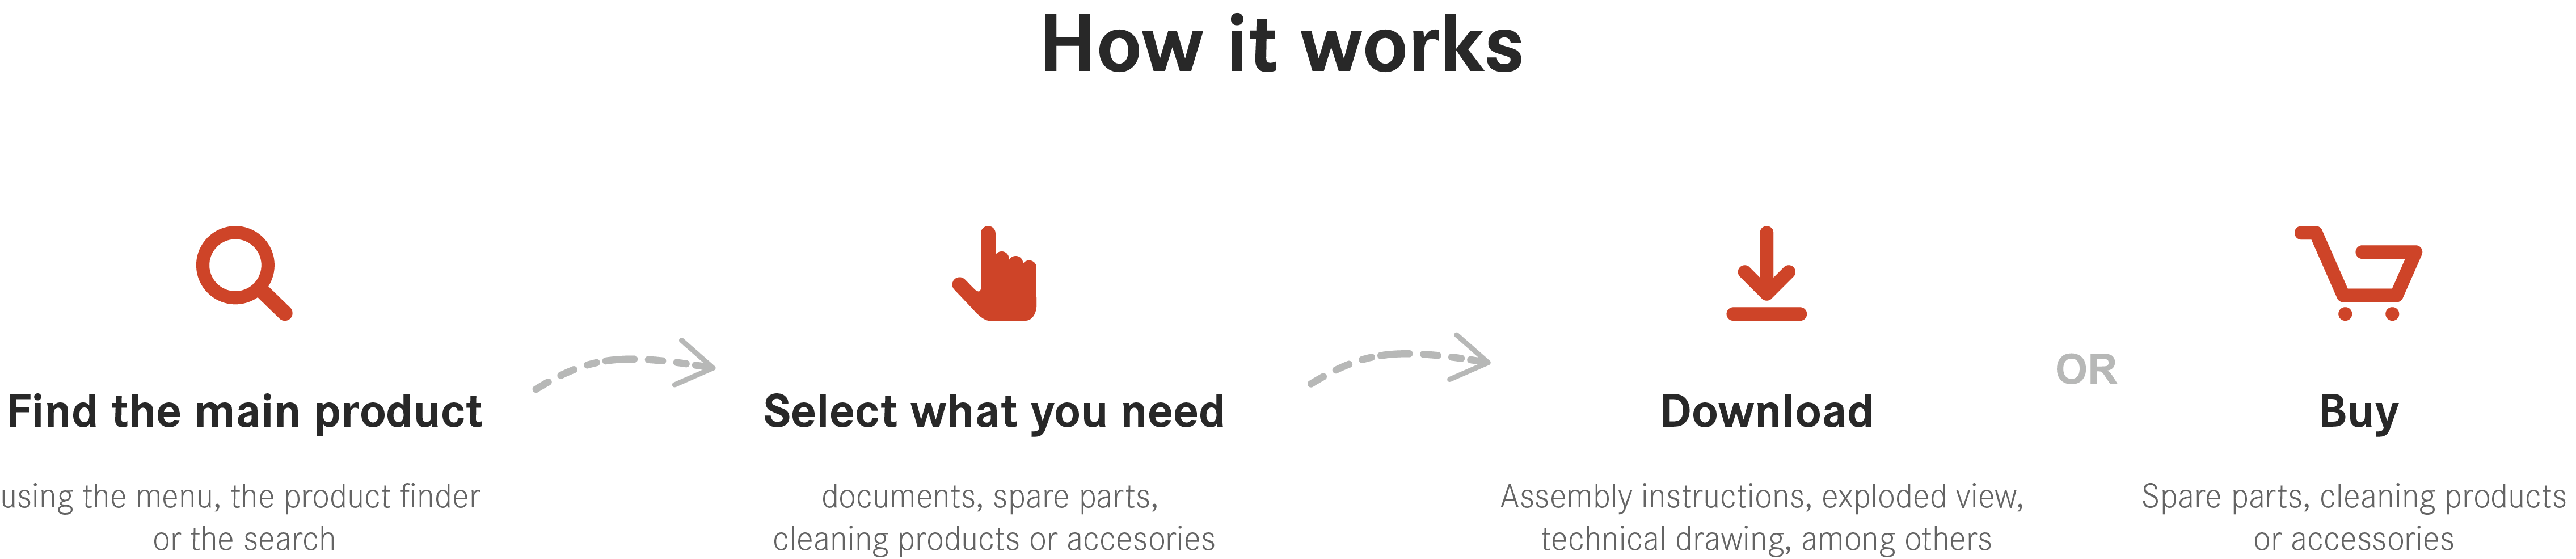 How it works
Find the main product
using the menu, the product finder
or the search
Select what you need
documents, spare parts,
cleaning products or accesories
Download
Assembly instructions, exploded view,
technical drawing, among others
OR
Buy
Spare parts, cleaning products
or accessories